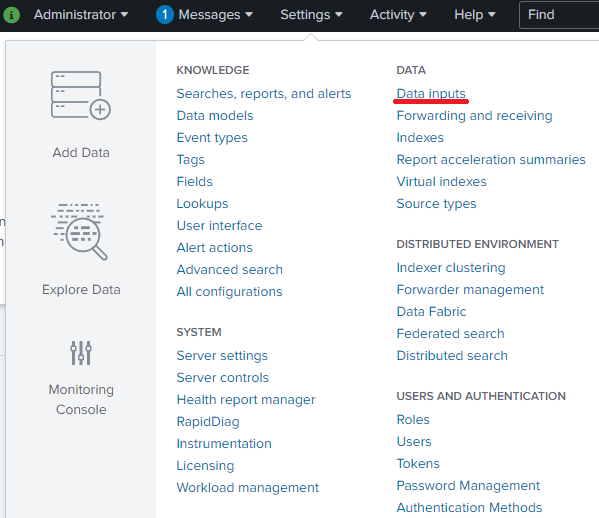 i Administrator 1 Messages Settings Activity Help Find
Add Data
Explore Data
Monitoring
Console
KNOWLEDGE
Searches, reports, and alerts
Data models
Event types
Tags
Fields
Lookups
User interface
Alert actions
Advanced search
All configurations
SYSTEM
Server settings
Server controls
Health report manager
RapidDiag
Instrumentation
Licensing
Workload management
DATA
Data inputs
Forwarding and receiving
Indexes
Report acceleration summaries
Virtual indexes
Source types
DISTRIBUTED ENVIRONMENT
Indexer clustering
Forwarder management
Data Fabric
Federated search
Distributed search
USERS AND AUTHENTICATION
Roles
Users
Tokens
Password Management
Authentication Methods